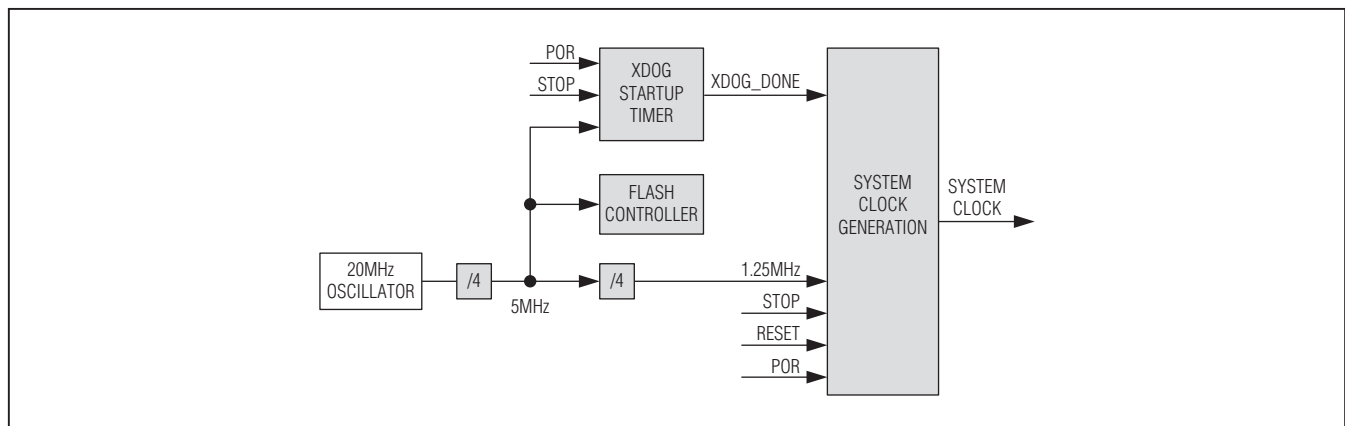 POR
STOP
XDOG
STARTUP
TIMER
XDOG_DONE
FLASH
CONTROLLER
20MHz
OSCILLATOR
/4
5MHz
/4
1.25MHz
STOP
RESET
POR
SYSTEM
CLOCK
GENERATION
SYSTEM
CLOCK